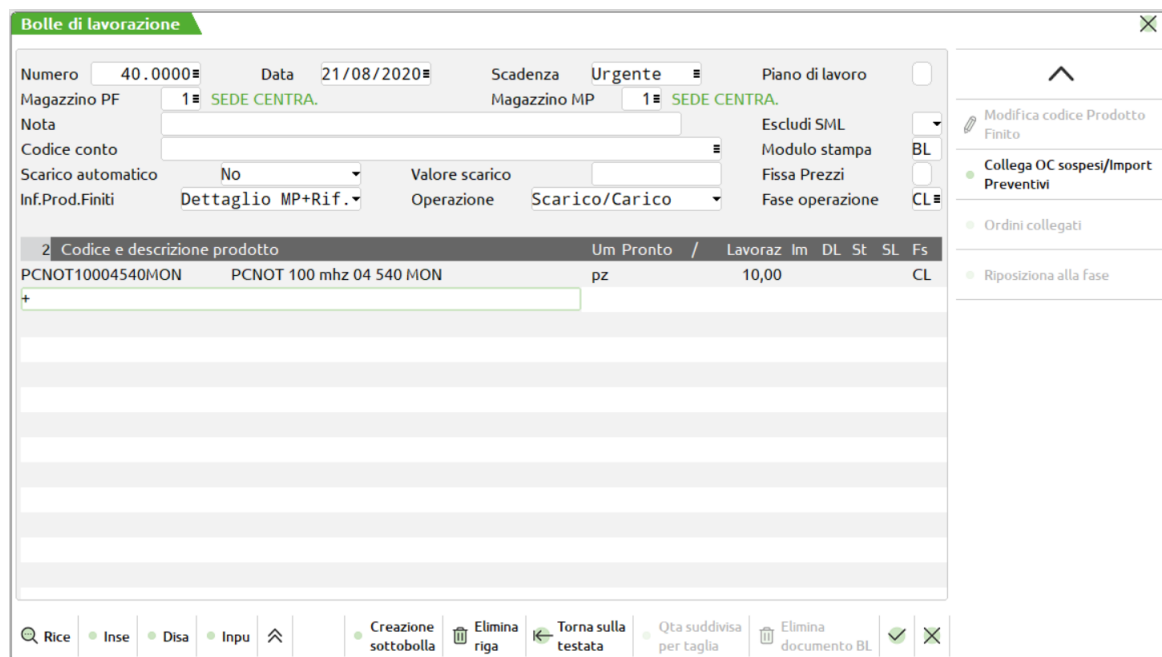 Bolle di lavorazione
Numero 40.0000 Data 21/08/2020 Scadenza Urgente Piano di lavoro
Magazzino PF 1 SEDE CENTRA. Magazzino MP 1 SEDE CENTRA.
Nota Escludi SML
Codice conto Modulo stampa BL
Scarico automatico No Valore scarico Fissa Prezzi
Inf.Prod.Finiti Dettaglio MP+Rif. Operazione Scarico/Carico Fase operazione CL
2 Codice e descrizione prodotto Um Pronto / Lavoraz Im DL St SL Fs
PCNOT10004540MON PCNOT 100 mhz 04 540 MON pz 10,00 CL
+
Modifica codice Prodotto
Finito
Collega OC sospesi/Import
Preventivi
Ordini collegati
Riposiziona alla fase
Rice Inse Disa Inpu
Creazione
sottobolla
Elimina
riga
Torna sulla
testata
Qta suddivisa
per taglia
Elimina
documento BL